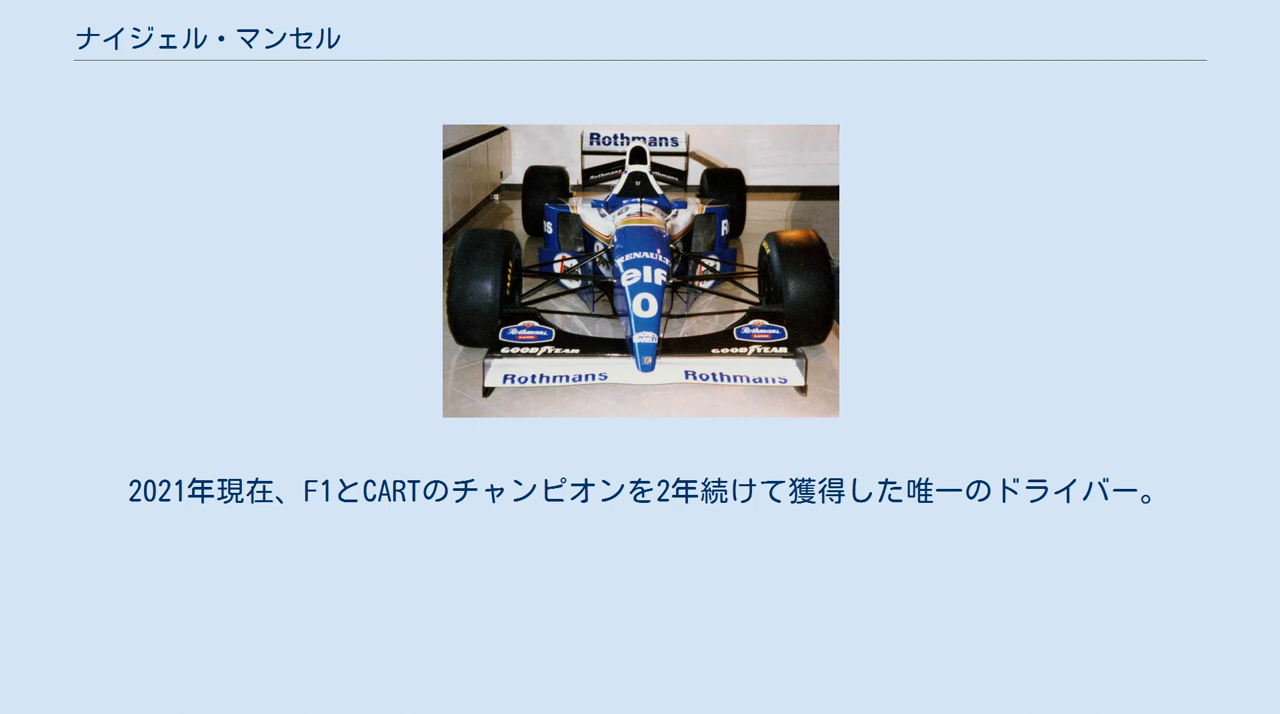 ナイジェル・マンセル
Rothmans
Rothmans
RENAULT
elf
0
Rothmans
Rothmans
GOODYEAR
GOODYEAR
Rothmans
Rothmans
2021年現在、F1とCARTのチャンピオンを2年続けて獲得した唯一のドライバー。